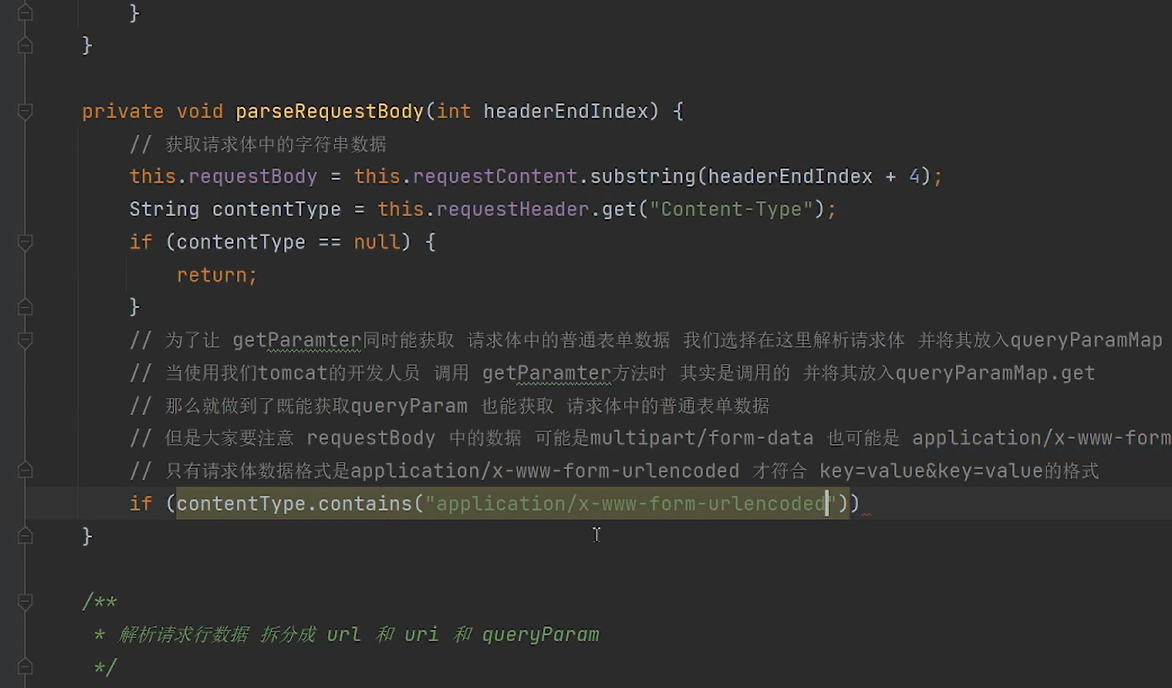 }
}
private void parseRequestBody(int headerEndIndex) {
// 获取请求体中的字符串数据
this.requestBody = this.requestContent.substring(headerEndIndex + 4);
String contentType = this.requestHeader.get("Content-Type");
if (contentType == null) {
return;
}
// 为了让 getParamter同时能获取 请求体中的普通表单数据 我们选择在这里解析请求体 并将其放入queryParamMap
// 当使用我们tomcat的开发人员 调用 getParamter方法时 其实是调用的 并将其放入queryParamMap.get
// 那么就做到了既能获取queryParam 也能获取 请求体中的普通表单数据
// 但是大家要注意 requestBody 中的数据 可能是multipart/form-data 也可能是 application/x-www-form
// 只有请求体数据格式是application/x-www-form-urlencoded 才符合 key=value&key=value的格式
if (contentType.contains("application/x-www-form-urlencoded"))
}
/**
* 解析请求行数据 拆分成 url 和 uri 和 queryParam
*/